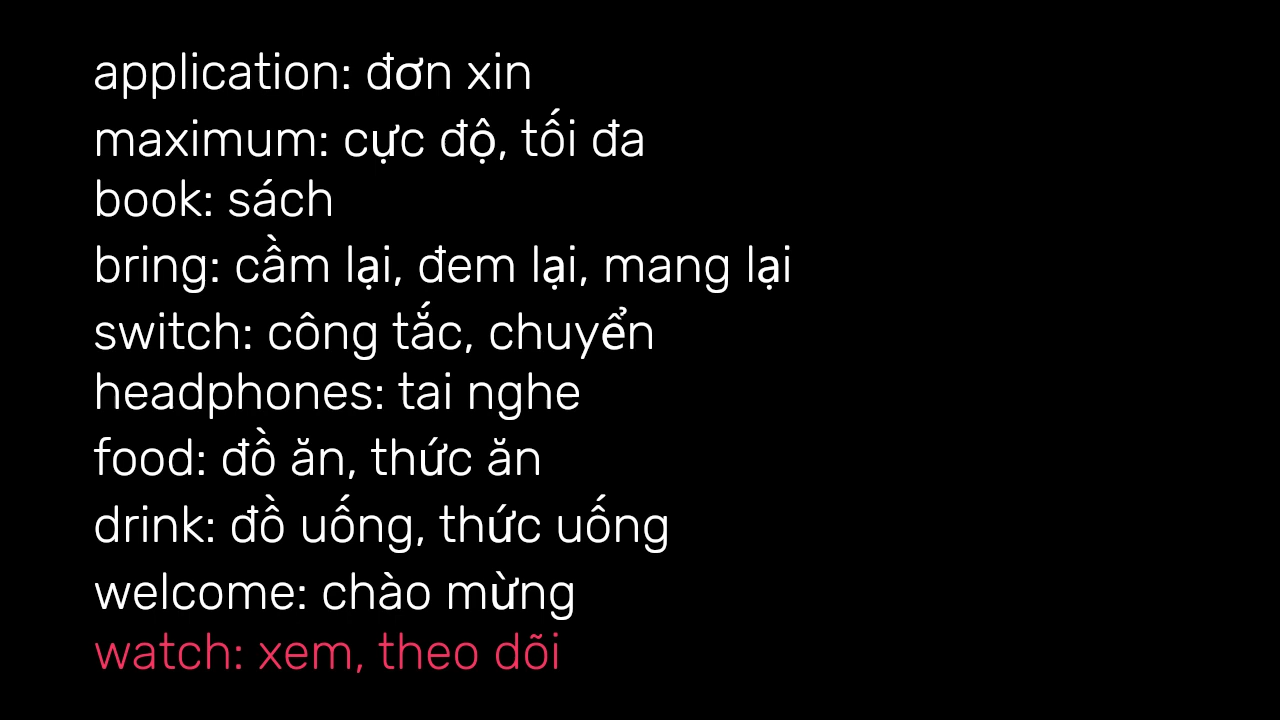 application: đơn xin
maximum: cực độ, tối đa
book: sách
bring: cầm lại, đem lại, mang lại
switch: công tắc, chuyển
headphones: tai nghe
food: đồ ăn, thức ăn
drink: đồ uống, thức uống
welcome: chào mừng
watch: xem, theo dõi